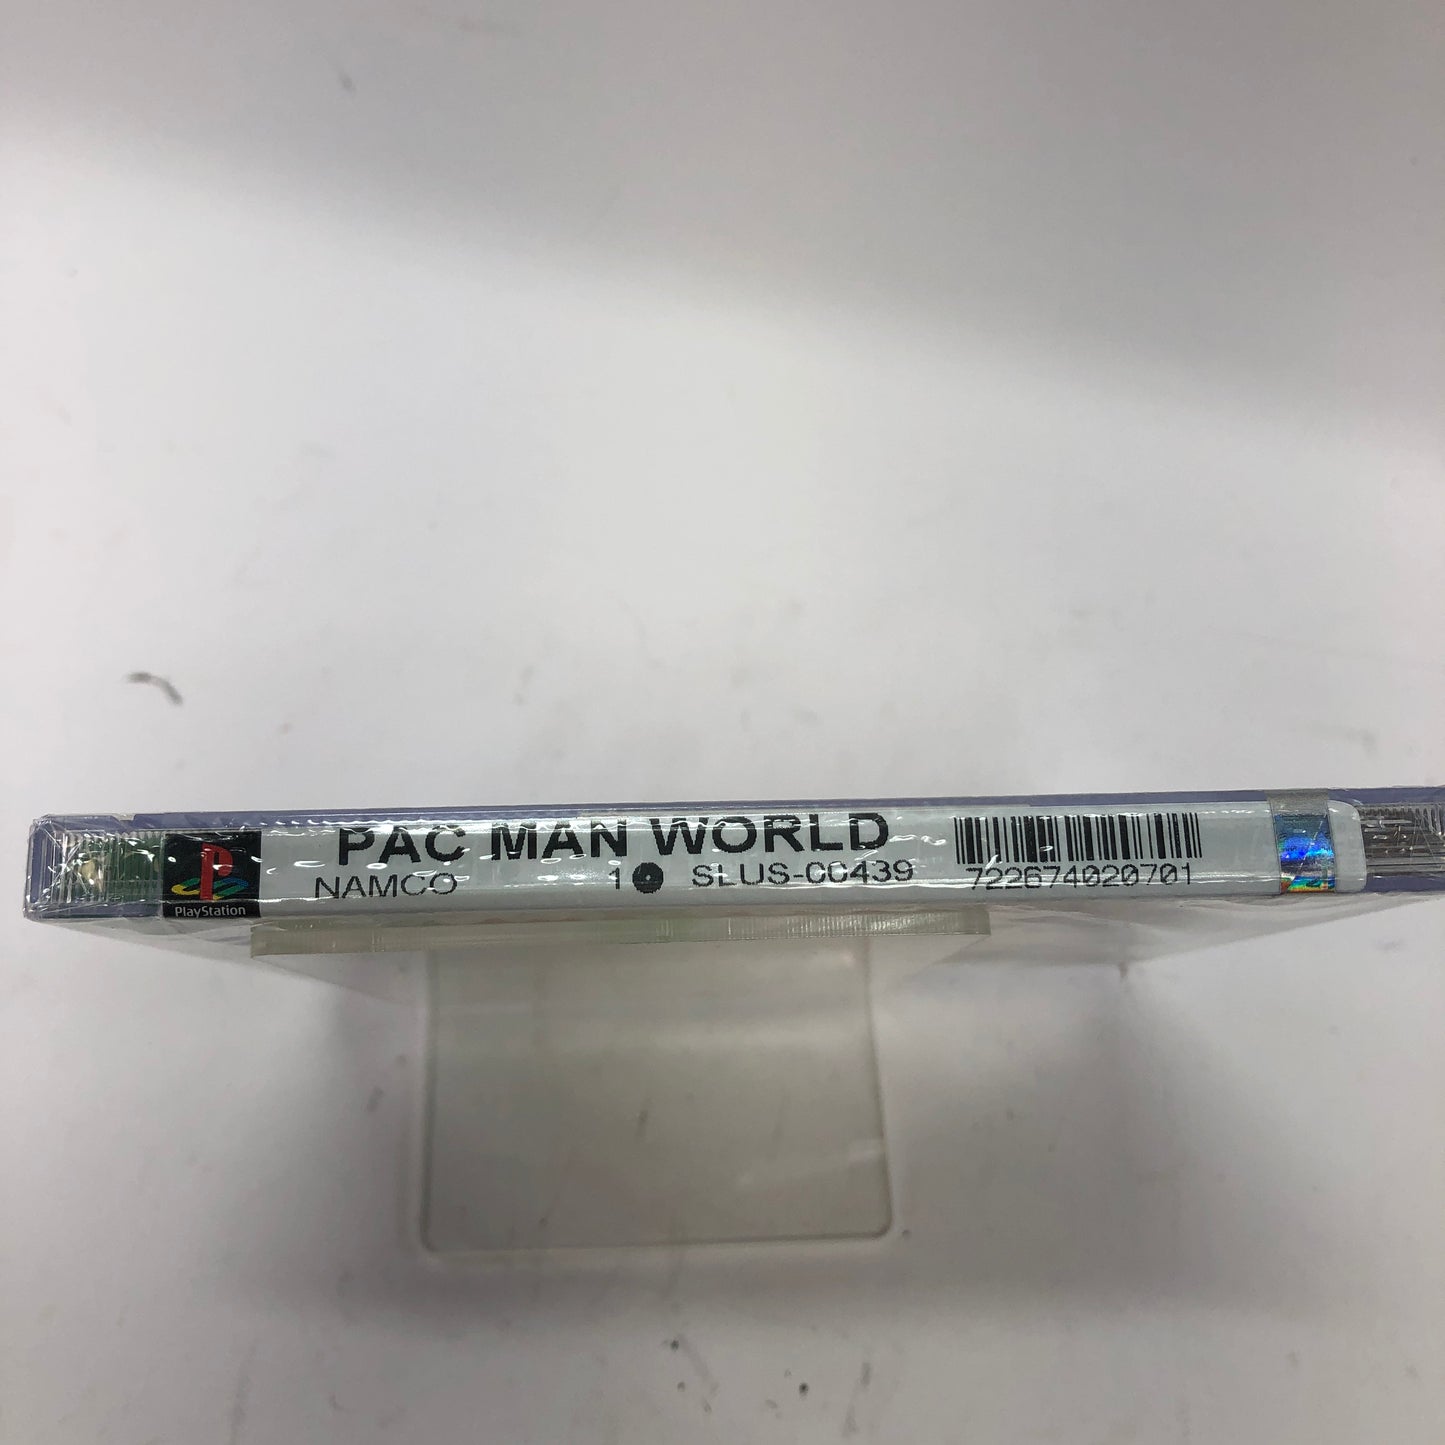 PAC MAN WORLD
NAMCO 1 SLUS-00439
722674020701
PlayStation